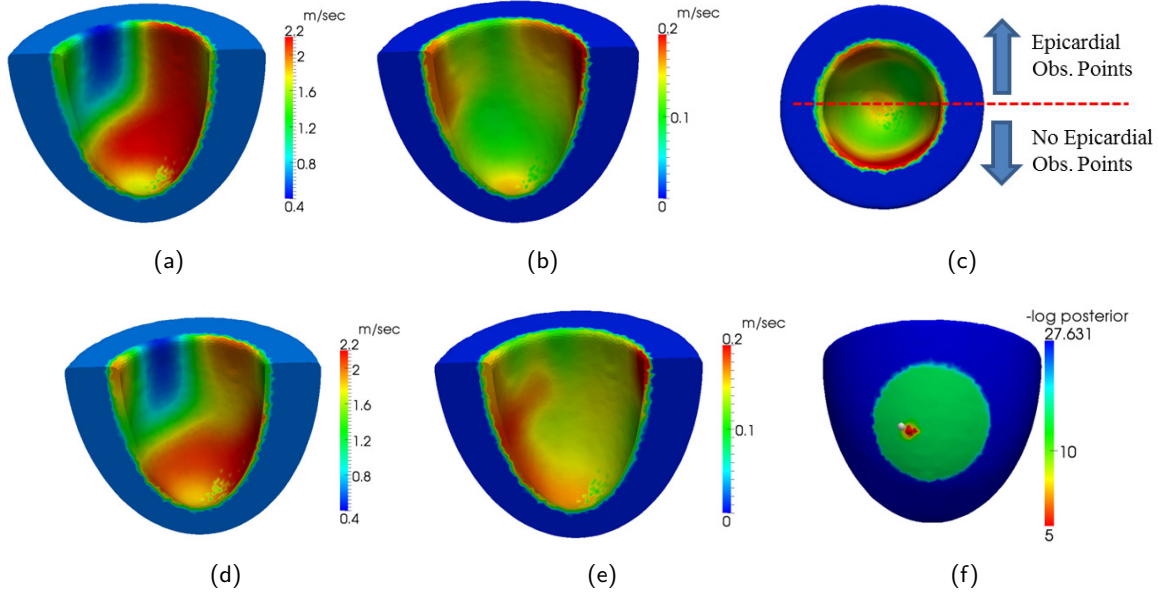 m/sec
2.2
2
1.6
1.2
0.8
0.4
(a)
m/sec
0.2
0.1
0
(b)
Epicardial
Obs. Points
No Epicardial
Obs. Points
(c)
m/sec
2.2
2
1.6
1.2
0.8
0.4
(d)
m/sec
0.2
0.1
0
(e)
-log posterior
27.631
10
5
(f)